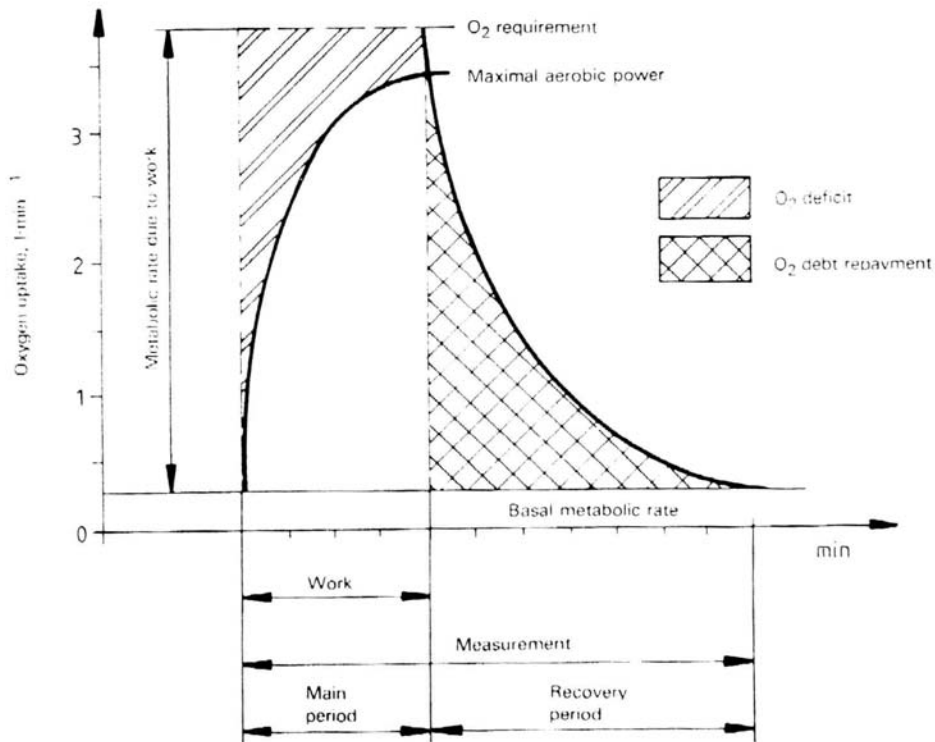 O2 requirement
Maximal aerobic power
3
2
1
0
Oxygen uptake, l·min 1
Metabolic rate due to work
O2 deficit
O2 debt repayment
Basal metabolic rate
min
Work
Measurement
Main
period
Recovery
period